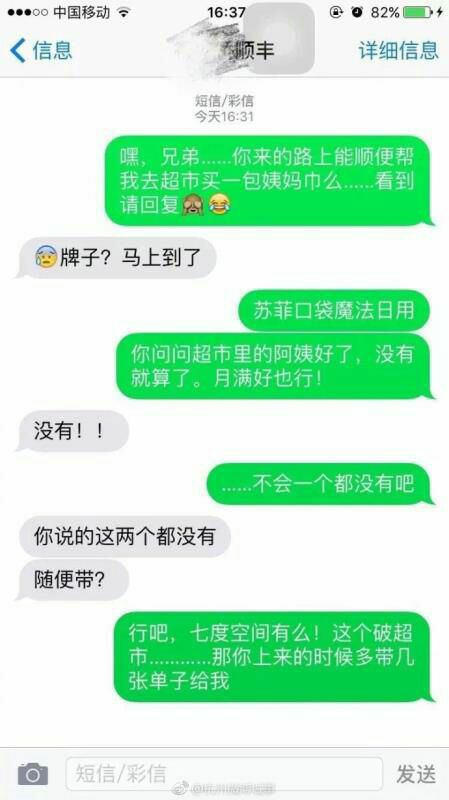 中国移动
16:37
82%
信息
顺丰
详细信息
短信/彩信
今天16:31
嘿，兄弟……你来的路上能顺便帮
我去超市买一包姨妈巾么……看到
请回复🙈😂
😰牌子？马上到了
苏菲口袋魔法日用
你问问超市里的阿姨好了，没有
就算了。月满好也行！
没有！！
……不会一个都没有吧
你说的这两个都没有
随便带？
行吧，七度空间有么！这个破超
市…………那你上来的时候多带几
张单子给我
短信/彩信
发送